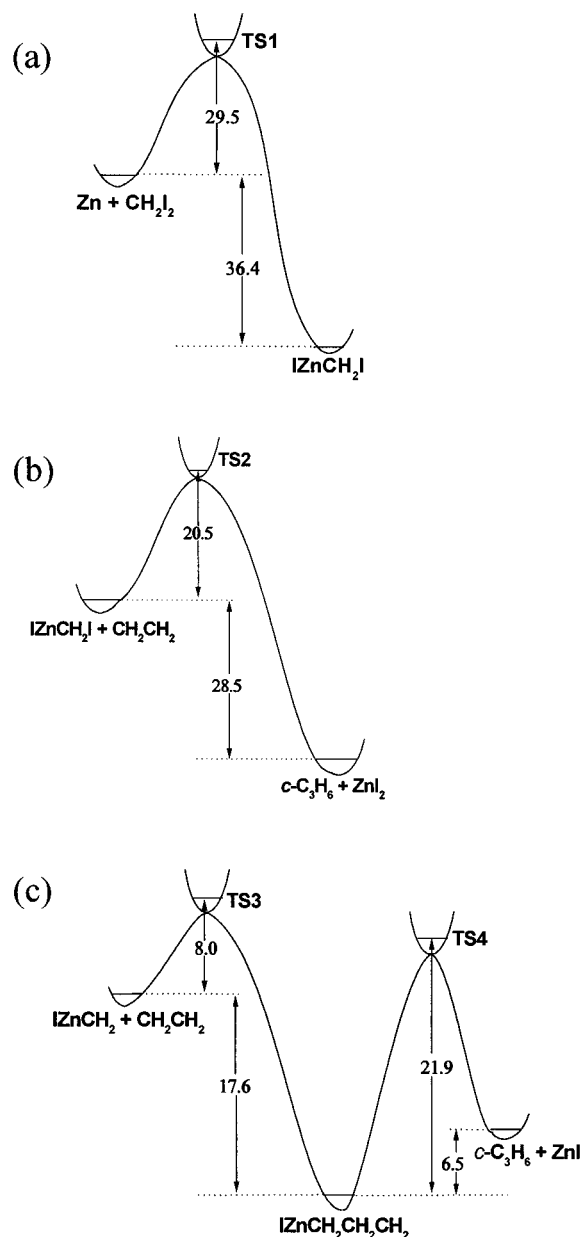 (a)
TS1
29.5
Zn + CH₂I₂
36.4
IZnCH₂I
(b)
TS2
20.5
IZnCH₂I + CH₂CH₂
28.5
c-C₃H₆ + ZnI₂
(c)
TS3
TS4
8.0
IZnCH₂ + CH₂CH₂
17.6
21.9
c-C₃H₆ + ZnI
6.5
IZnCH₂CH₂CH₂